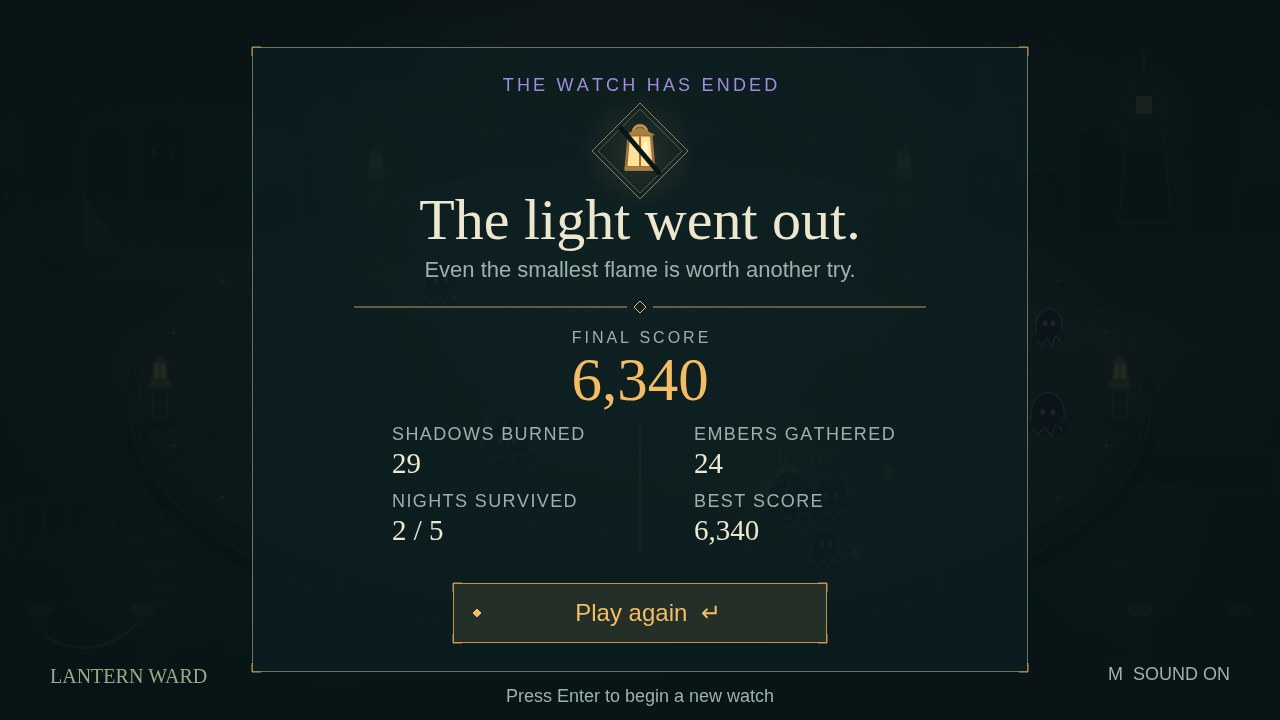 THE WATCH HAS ENDED
The light went out.
Even the smallest flame is worth another try.
FINAL SCORE
6,340
SHADOWS BURNED
29
EMBERS GATHERED
24
NIGHTS SURVIVED
2 / 5
BEST SCORE
6,340
Play again ↵
LANTERN WARD
M SOUND ON
Press Enter to begin a new watch